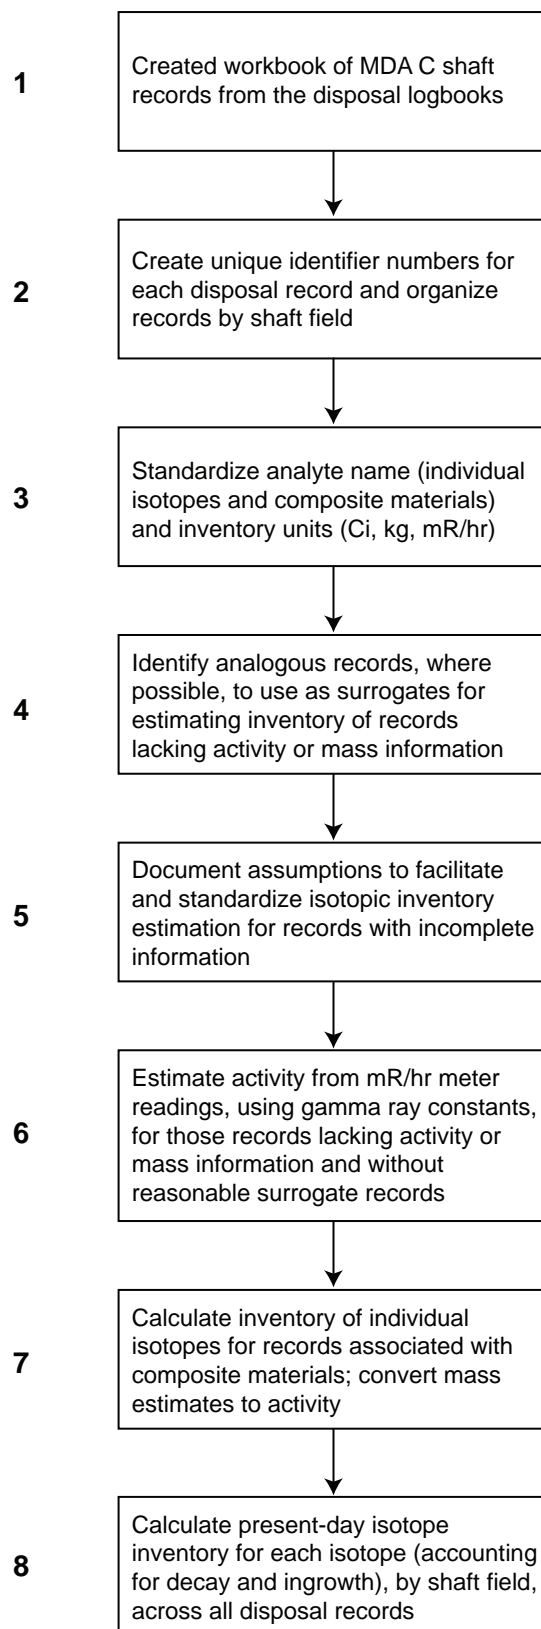 1
Created workbook of MDA C shaft
records from the disposal logbooks
2
Create unique identifier numbers for
each disposal record and organize
records by shaft field
3
Standardize analyte name (individual
isotopes and composite materials)
and inventory units (Ci, kg, mR/hr)
4
Identify analogous records, where
possible, to use as surrogates for
estimating inventory of records
lacking activity or mass information
5
Document assumptions to facilitate
and standardize isotopic inventory
estimation for records with incomplete
information
6
Estimate activity from mR/hr meter
readings, using gamma ray constants,
for those records lacking activity or
mass information and without
reasonable surrogate records
7
Calculate inventory of individual
isotopes for records associated with
composite materials; convert mass
estimates to activity
8
Calculate present-day isotope
inventory for each isotope (accounting
for decay and ingrowth), by shaft field,
across all disposal records